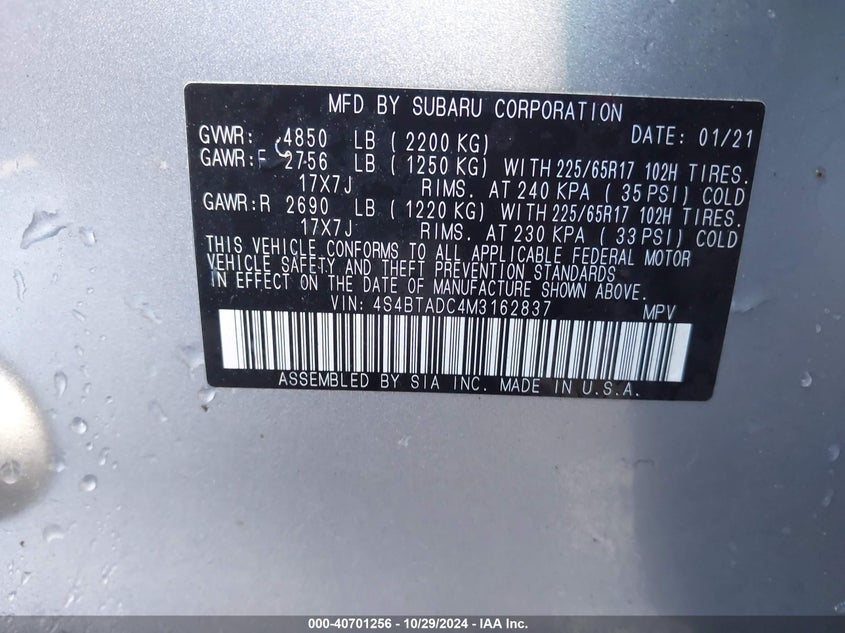 MFD BY SUBARU CORPORATION
GVWR: 4850 LB ( 2200 KG) DATE: 01/21
GAWR:F 2756 LB ( 1250 KG) WITH 225/65R17 102H TIRES.
17X7J RIMS. AT 240 KPA ( 35 PSI) COLD
GAWR:R 2690 LB ( 1220 KG) WITH 225/65R17 102H TIRES.
17X7J RIMS. AT 230 KPA ( 33 PSI) COLD
THIS VEHICLE CONFORMS TO ALL APPLICABLE FEDERAL MOTOR
VEHICLE SAFETY AND THEFT PREVENTION STANDARDS
IN EFFECT ON THE DATE OF MANUFACTURE SHOWN ABOVE.
VIN: 4S4BTADC4M3162837 MPV
ASSEMBLED BY SIA INC. MADE IN U.S.A.
000-40701256 - 10/29/2024 - IAA Inc.